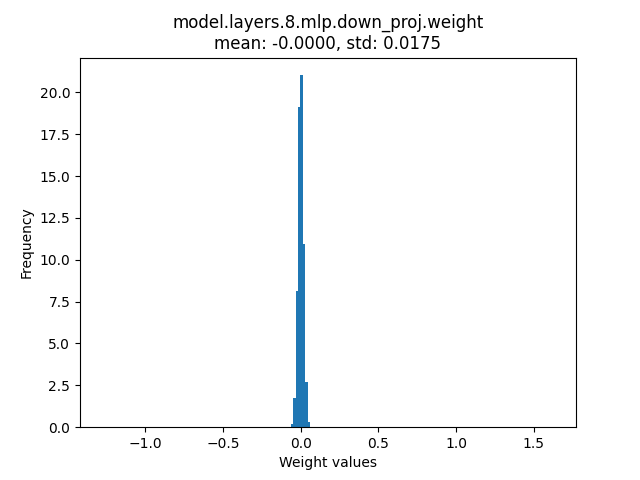 model.layers.8.mlp.down_proj.weight
mean: -0.0000, std: 0.0175
20.0
17.5
15.0
12.5
10.0
7.5
5.0
2.5
0.0
Frequency
−1.0 −0.5 0.0 0.5 1.0 1.5
Weight values